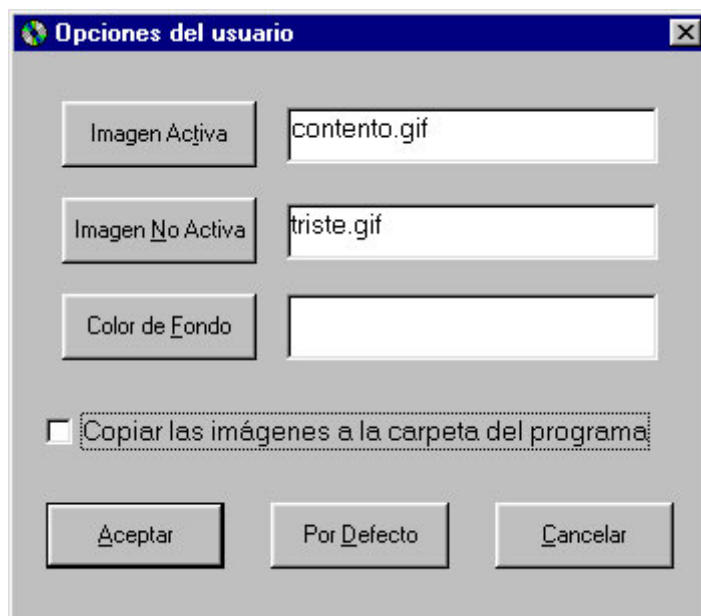 Opciones del usuario
Imagen Activa
contento.gif
Imagen No Activa
triste.gif
Color de Fondo
Copiar las imágenes a la carpeta del programa
Aceptar
Por Defecto
Cancelar